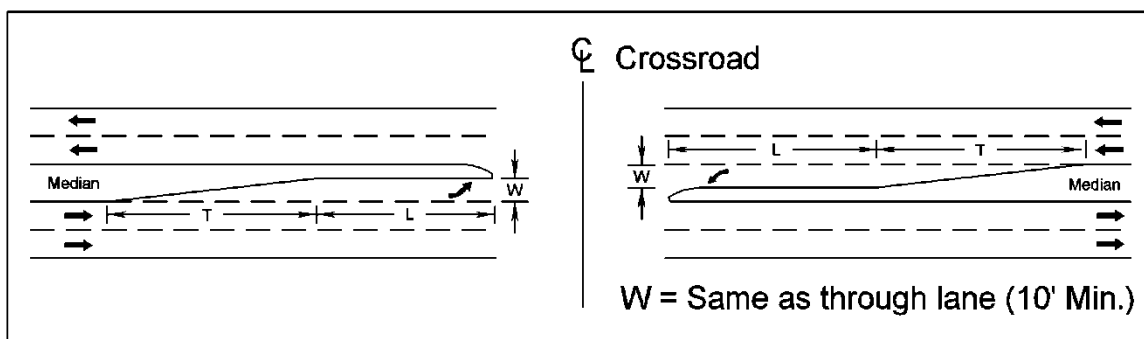 ℄ Crossroad
L
T
W
Median
W
T
L
Median
W = Same as through lane (10' Min.)